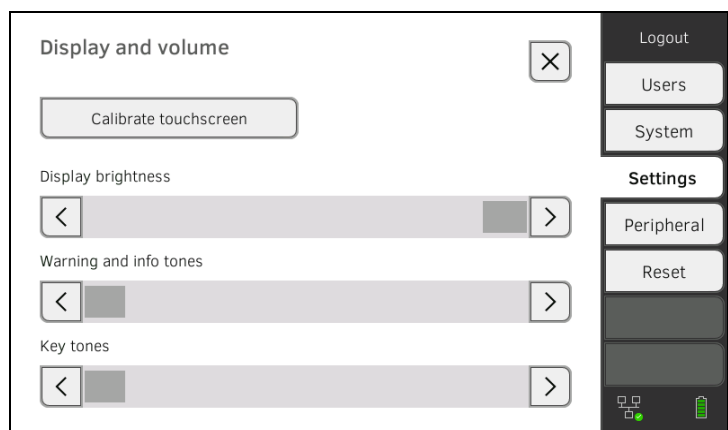 Display and volume
Calibrate touchscreen
Display brightness
Warning and info tones
Key tones
Logout
Users
System
Settings
Peripheral
Reset